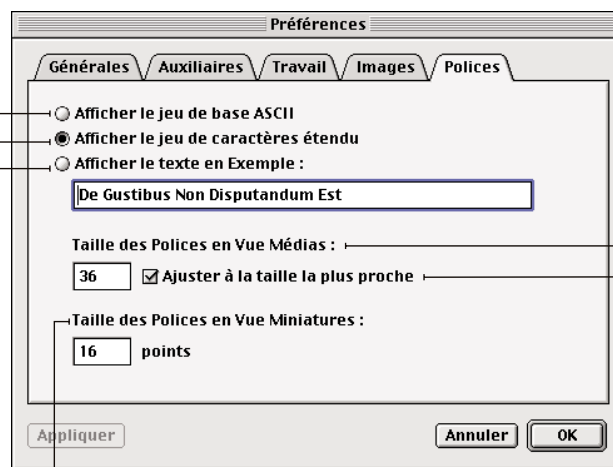 Préférences
Générales Auxiliaires Travail Images Polices
Afficher le jeu de base ASCII
Afficher le jeu de caractères étendu
Afficher le texte en Exemple :
De Gustibus Non Disputandum Est
Taille des Polices en Vue Médias :
36 Ajuster à la taille la plus proche
Taille des Polices en Vue Miniatures :
16 points
Appliquer Annuler OK